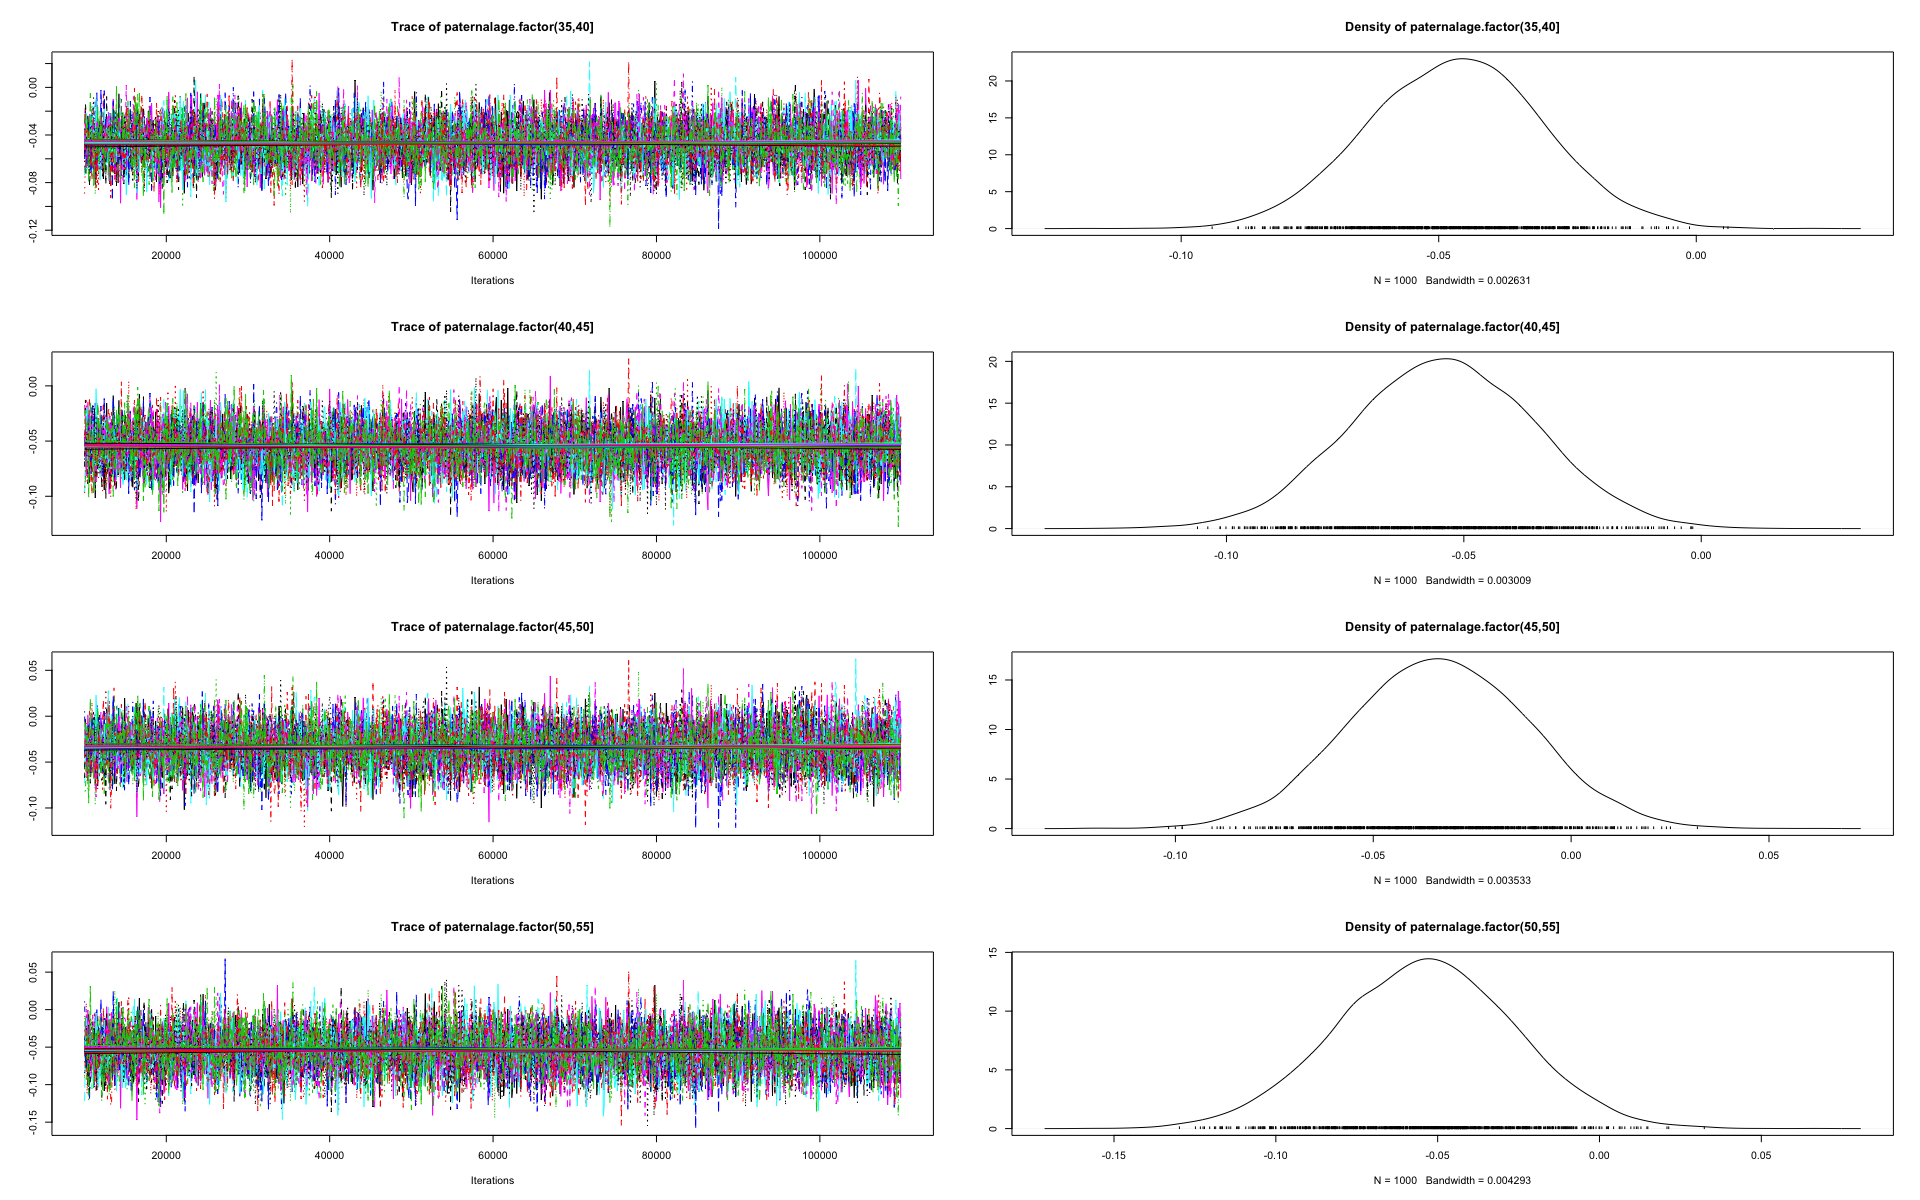 Trace of paternalage.factor(35,40]
0.00
-0.04
-0.08
-0.12
20000 40000 60000 80000 100000
Iterations
Density of paternalage.factor(35,40]
20
15
10
5
0
-0.10 -0.05 0.00
N = 1000 Bandwidth = 0.002631
Trace of paternalage.factor(40,45]
0.00
-0.05
-0.10
20000 40000 60000 80000 100000
Iterations
Density of paternalage.factor(40,45]
20
15
10
5
0
-0.10 -0.05 0.00
N = 1000 Bandwidth = 0.003009
Trace of paternalage.factor(45,50]
0.05
0.00
-0.05
-0.10
20000 40000 60000 80000 100000
Iterations
Density of paternalage.factor(45,50]
15
10
5
0
-0.10 -0.05 0.00 0.05
N = 1000 Bandwidth = 0.003533
Trace of paternalage.factor(50,55]
0.05
0.00
-0.05
-0.10
-0.15
20000 40000 60000 80000 100000
Iterations
Density of paternalage.factor(50,55]
15
10
5
0
-0.15 -0.10 -0.05 0.00 0.05
N = 1000 Bandwidth = 0.004293